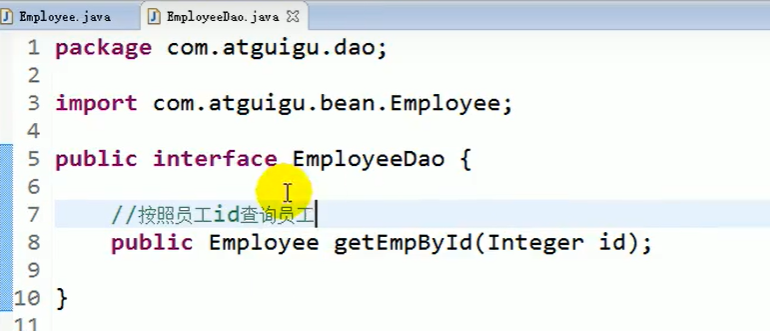 Employee.java EmployeeDao.java
1 package com.atguigu.dao;
2
3 import com.atguigu.bean.Employee;
4
5 public interface EmployeeDao {
6
7 //按照员工id查询员工
8 public Employee getEmpById(Integer id);
9
10 }
11